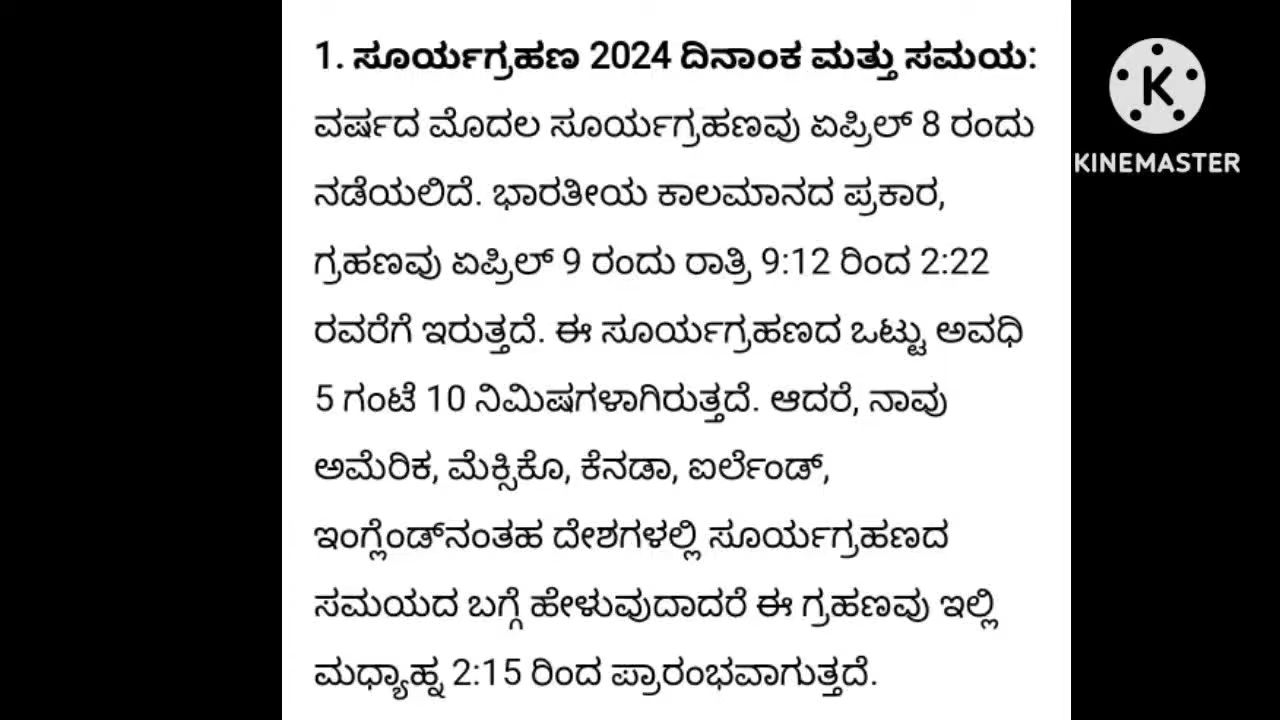 1. ಸೂರ್ಯಗ್ರಹಣ 2024 ದಿನಾಂಕ ಮತ್ತು ಸಮಯ:
ವರ್ಷದ ಮೊದಲ ಸೂರ್ಯಗ್ರಹಣವು ಏಪ್ರಿಲ್ 8 ರಂದು
ನಡೆಯಲಿದೆ. ಭಾರತೀಯ ಕಾಲಮಾನದ ಪ್ರಕಾರ,
ಗ್ರಹಣವು ಏಪ್ರಿಲ್ 9 ರಂದು ರಾತ್ರಿ 9:12 ರಿಂದ 2:22
ರವರೆಗೆ ಇರುತ್ತದೆ. ಈ ಸೂರ್ಯಗ್ರಹಣದ ಒಟ್ಟು ಅವಧಿ
5 ಗಂಟೆ 10 ನಿಮಿಷಗಳಾಗಿರುತ್ತದೆ. ಆದರೆ, ನಾವು
ಅಮೆರಿಕ, ಮೆಕ್ಸಿಕೊ, ಕೆನಡಾ, ಐರ್ಲೆಂಡ್,
ಇಂಗ್ಲೆಂಡ್‌ನಂತಹ ದೇಶಗಳಲ್ಲಿ ಸೂರ್ಯಗ್ರಹಣದ
ಸಮಯದ ಬಗ್ಗೆ ಹೇಳುವುದಾದರೆ ಈ ಗ್ರಹಣವು ಇಲ್ಲಿ
ಮಧ್ಯಾಹ್ನ 2:15 ರಿಂದ ಪ್ರಾರಂಭವಾಗುತ್ತದೆ.
K
KINEMASTER